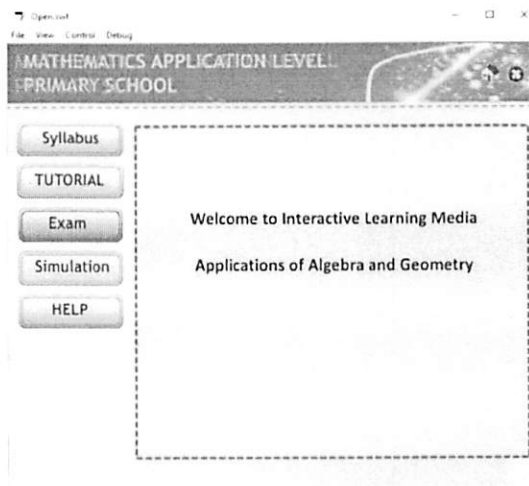 Open.swf
File View Control Debug
MATHEMATICS APPLICATION LEVEL
PRIMARY SCHOOL
Syllabus
TUTORIAL
Exam
Simulation
HELP
Welcome to Interactive Learning Media
Applications of Algebra and Geometry